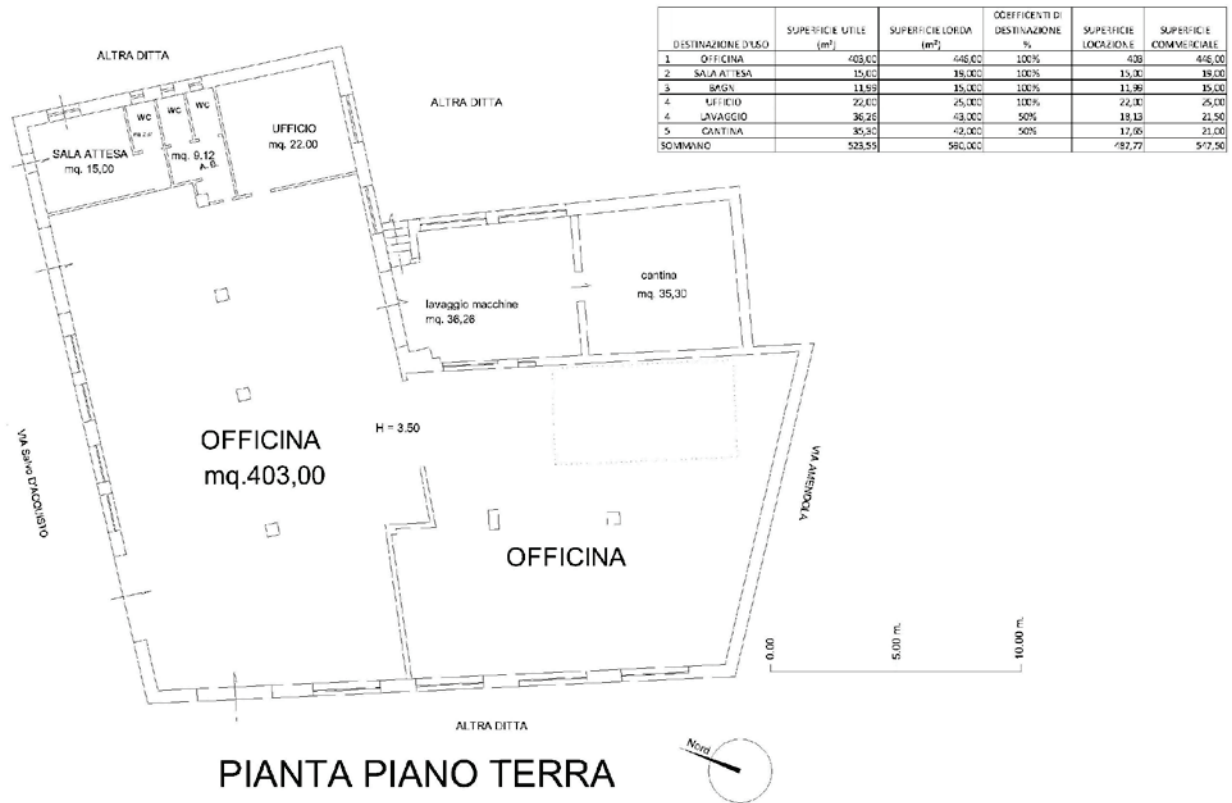 COEFFICENTI DI
SUPERFICIE UTILE SUPERFICIE LORDA DESTINAZIONE SUPERFICIE SUPERFICIE
DESTINAZIONE D'USO (m²) (m²) % LOCAZIONE COMMERCIALE
1 OFFICINA 403,00 446,00 100% 403 446,00
2 SALA ATTESA 15,00 19,000 100% 15,00 19,00
3 BAGN 11,99 15,000 100% 11,99 15,00
4 UFFICIO 22,00 25,000 100% 22,00 25,00
4 LAVAGGIO 36,26 43,000 50% 18,13 21,50
5 CANTINA 35,30 42,000 50% 17,65 21,00
SOMMANO 523,55 590,000 487,77 547,50
ALTRA DITTA
ALTRA DITTA
WC
WC
WC
UFFICIO
mq. 22.00
SALA ATTESA
mq. 15,00
mq. 9.12
cantina
mq. 35,30
lavaggio macchine
mq. 36,26
H = 3.50
OFFICINA
mq.403,00
VIA Salvo D'ACQUISTO
VIA AMENDOLA
OFFICINA
0.00
5.00 m.
10.00 m.
ALTRA DITTA
Nord
PIANTA PIANO TERRA